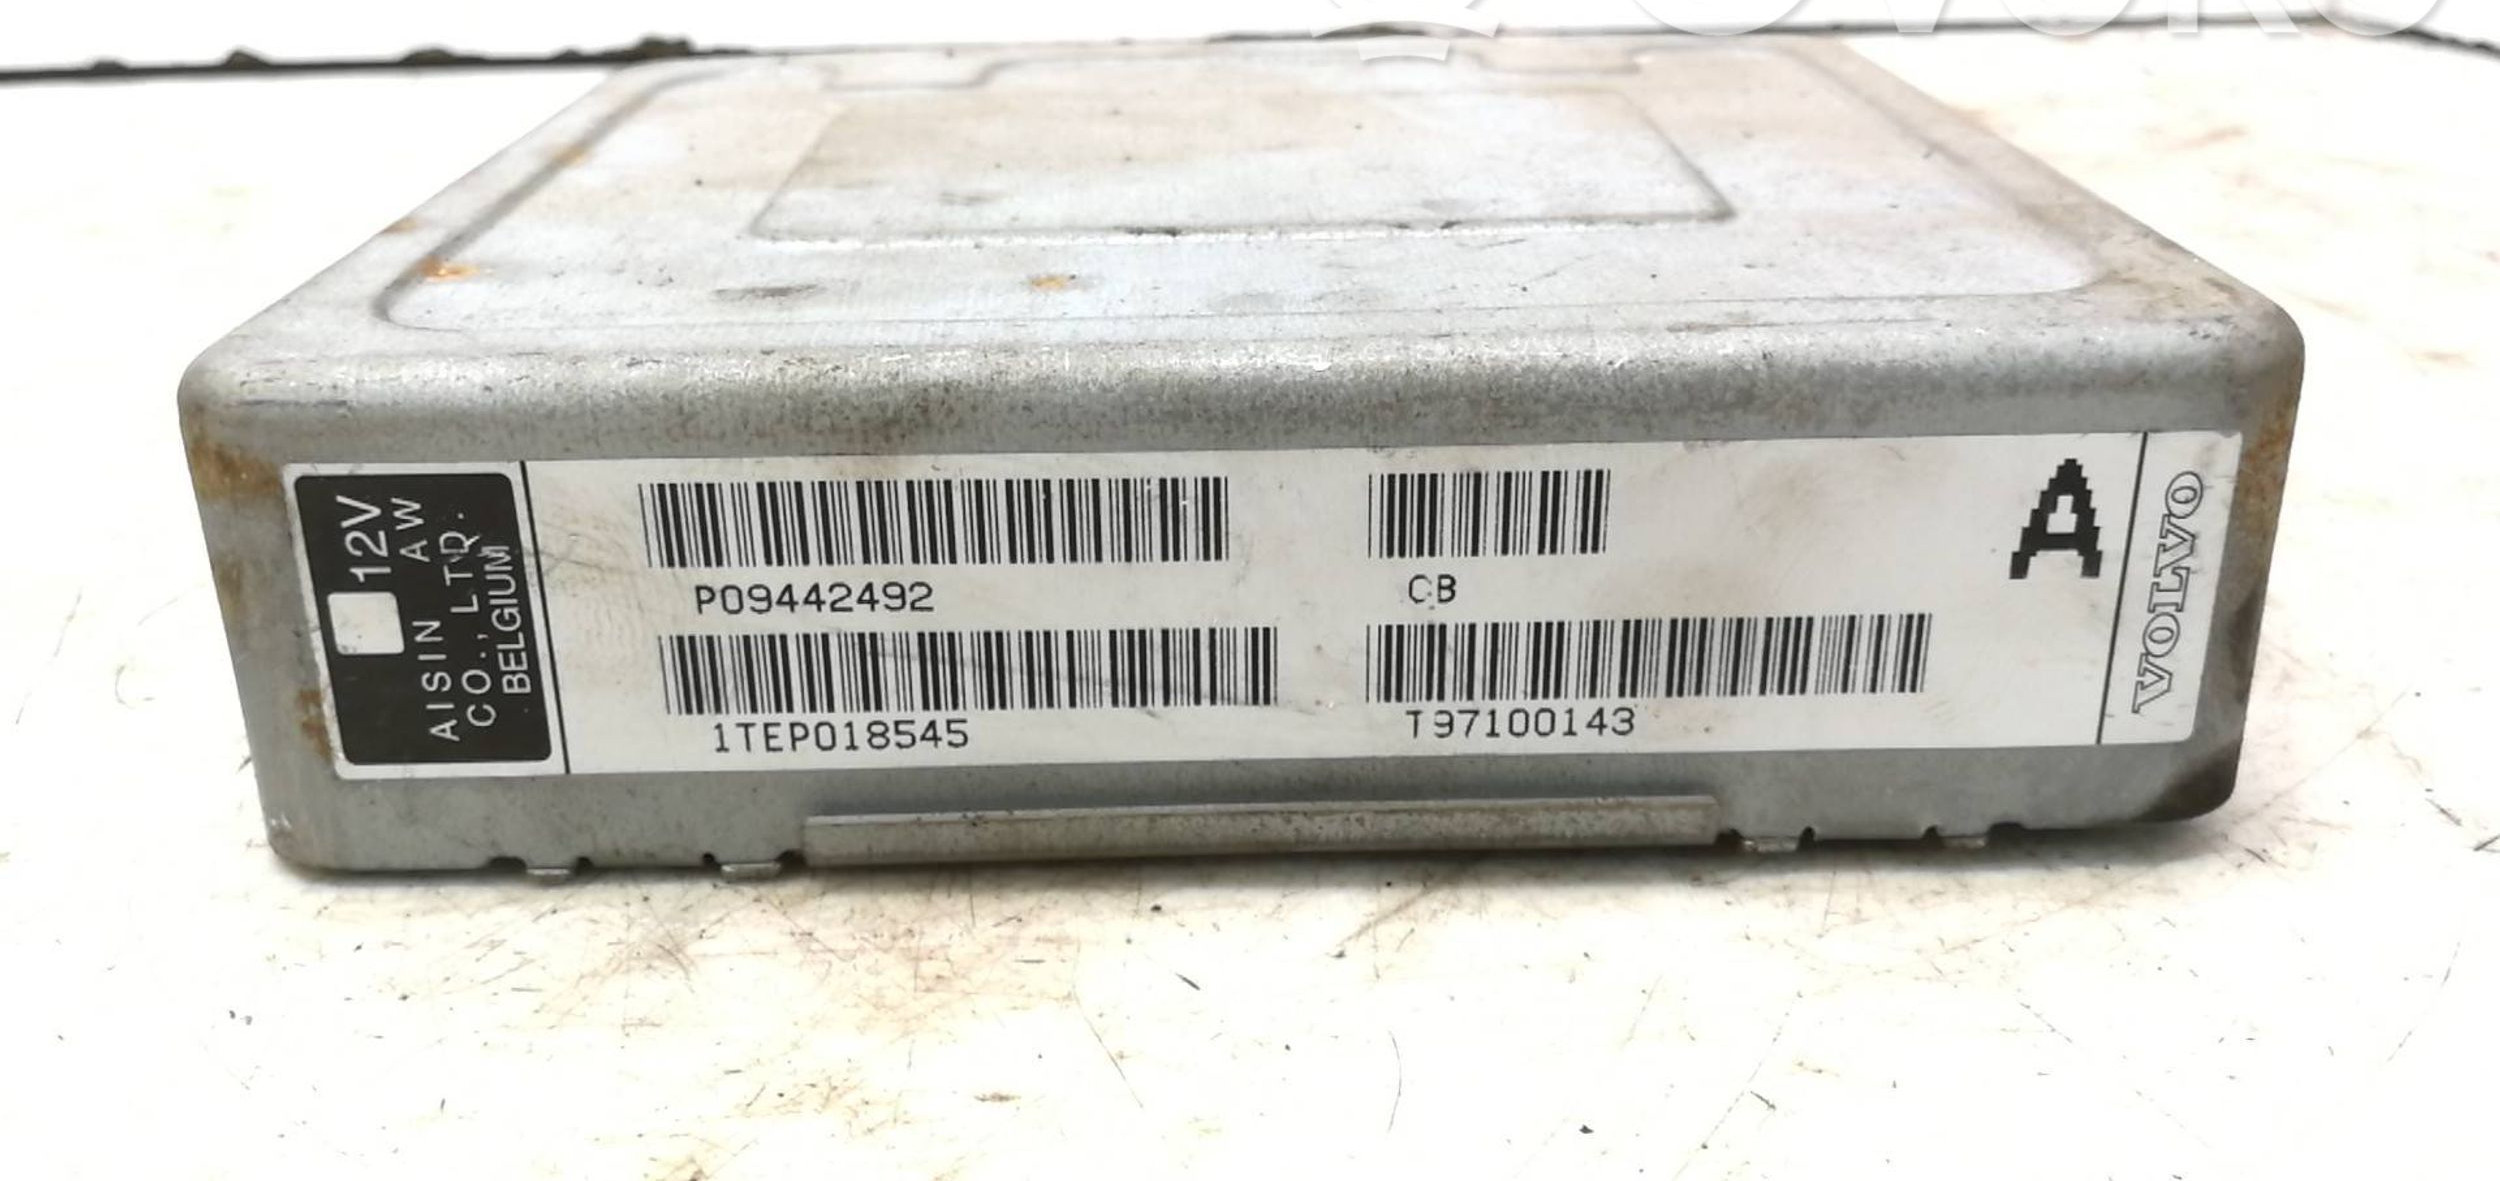 12V
AISIN AW
CO., LTD.
BELGIUM
P09442492
CB
1TEP018545
T97100143
A
VOLVO